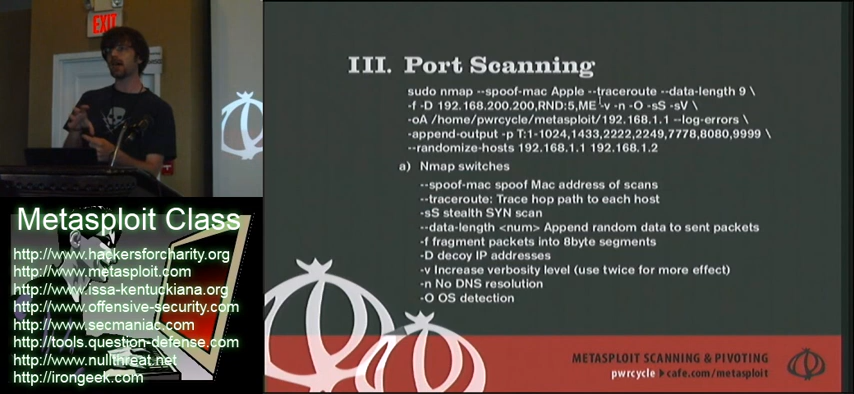 EXIT
III. Port Scanning
sudo nmap --spoof-mac Apple --traceroute --data-length 9 \
-f -D 192.168.200.200,RND:5,ME -v -n -O -sS -sV \
-oA /home/pwrcycle/metasploit/192.168.1.1 --log-errors \
-append-output -p T:1-1024,1433,2222,2249,7778,8080,9999 \
--randomize-hosts 192.168.1.1 192.168.1.2
a) Nmap switches
--spoof-mac spoof Mac address of scans
--traceroute: Trace hop path to each host
-sS stealth SYN scan
--data-length <num> Append random data to sent packets
-f fragment packets into 8byte segments
-D decoy IP addresses
-v Increase verbosity level (use twice for more effect)
-n No DNS resolution
-O OS detection
METASPLOIT SCANNING & PIVOTING
pwrcycle cafe.com/metasploit
Metasploit Class
http://www.hackersforcharity.org
http://www.metasploit.com
http://www.issa-kentuckiana.org
http://www.offensive-security.com
http://www.secmaniac.com
http://tools.question-defense.com
http://www.nullthreat.net
http://irongeek.com